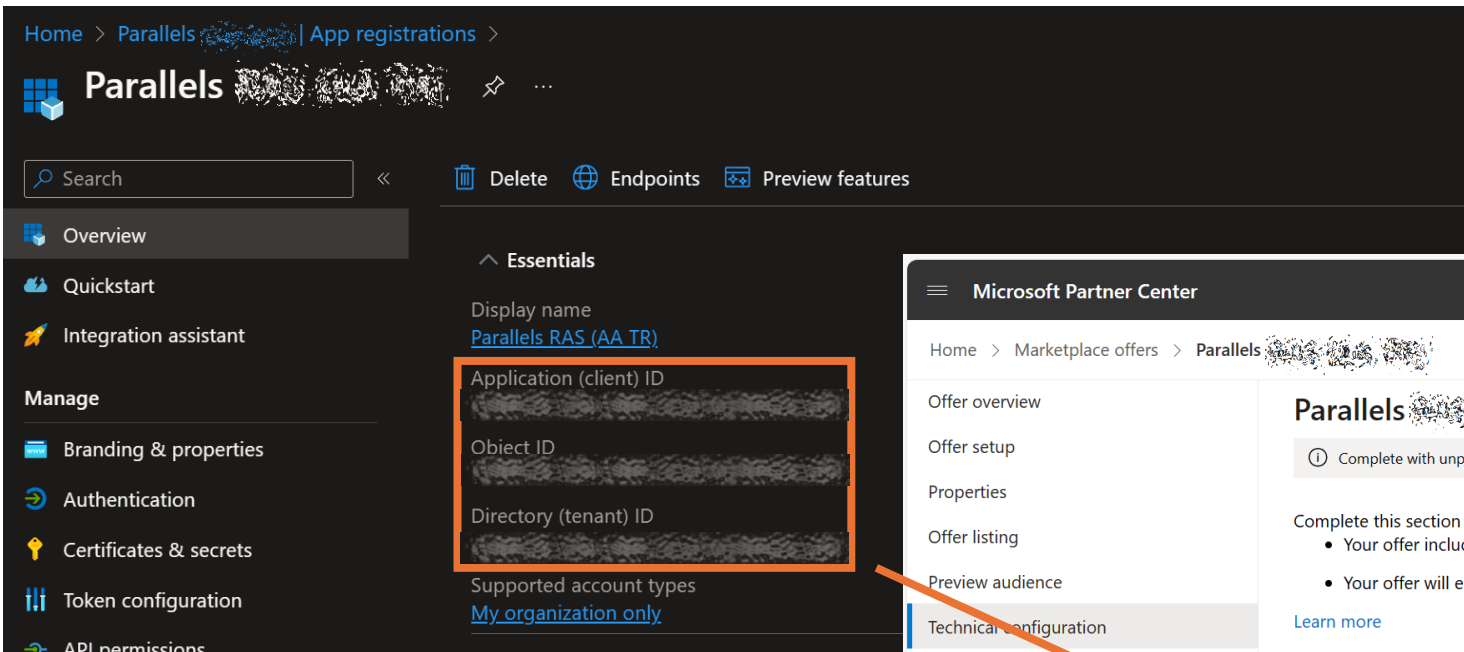 Home > Parallels | App registrations >
Parallels ...
Search
Delete Endpoints Preview features
Overview
Quickstart
Integration assistant
Manage
Branding & properties
Authentication
Certificates & secrets
Token configuration
API permissions
Essentials
Display name
Parallels RAS (AA TR)
Application (client) ID
Object ID
Directory (tenant) ID
Supported account types
My organization only
Microsoft Partner Center
Home > Marketplace offers > Parallels
Offer overview
Offer setup
Properties
Offer listing
Preview audience
Technical configuration
Parallels
Complete with unp
Complete this section
• Your offer inclu
• Your offer will e
Learn more